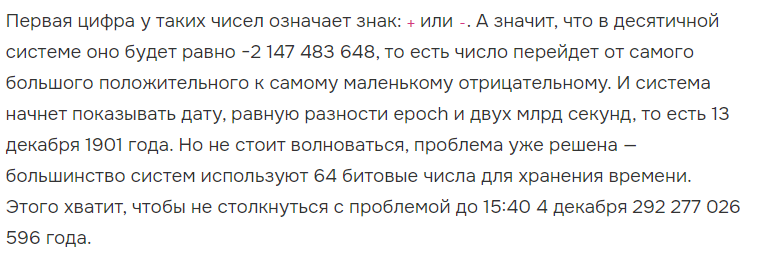 Первая цифра у таких чисел означает знак: + или -. А значит, что в десятичной
системе оно будет равно −2 147 483 648, то есть число перейдет от самого
большого положительного к самому маленькому отрицательному. И система
начнет показывать дату, равную разности epoch и двух млрд секунд, то есть 13
декабря 1901 года. Но не стоит волноваться, проблема уже решена —
большинство систем используют 64 битовые числа для хранения времени.
Этого хватит, чтобы не столкнуться с проблемой до 15:40 4 декабря 292 277 026
596 года.